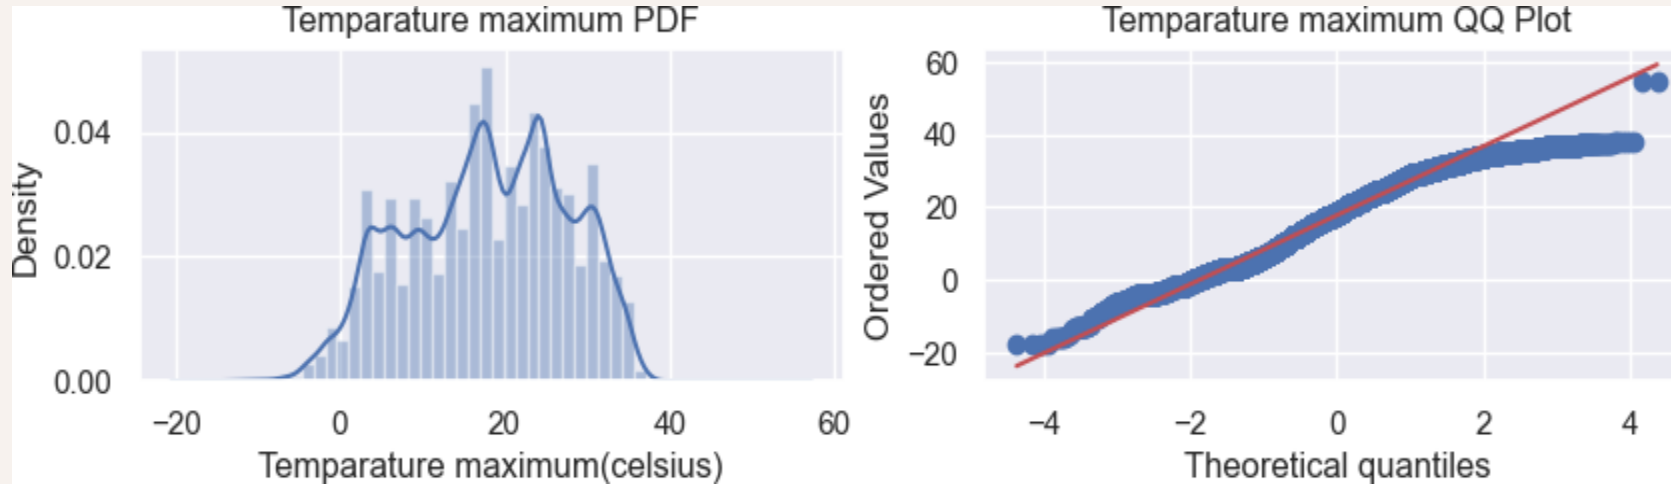 Temparature maximum PDF
Density
0.04
0.02
0.00
−20 0 20 40 60
Temparature maximum(celsius)
Temparature maximum QQ Plot
Ordered Values
60
40
20
0
−20
−4 −2 0 2 4
Theoretical quantiles